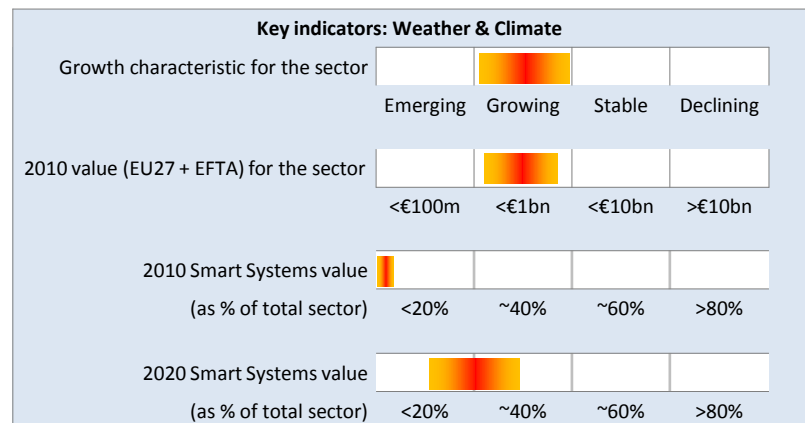 Key indicators: Weather & Climate
Growth characteristic for the sector
Emerging Growing Stable Declining
2010 value (EU27 + EFTA) for the sector
<€100m <€1bn <€10bn >€10bn
2010 Smart Systems value
(as % of total sector) <20% ~40% ~60% >80%
2020 Smart Systems value
(as % of total sector) <20% ~40% ~60% >80%